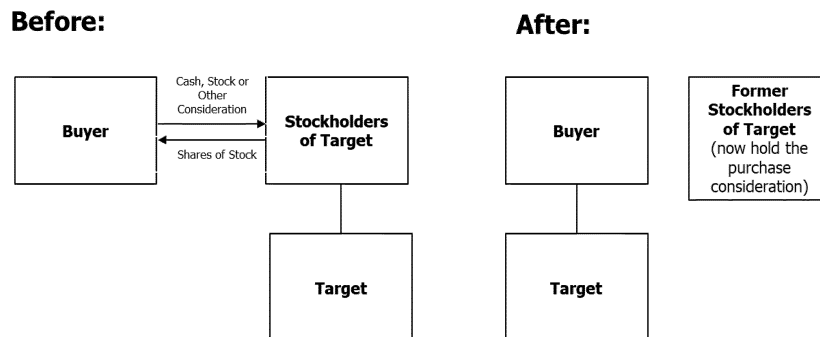 Before:
Buyer
Cash, Stock or
Other
Consideration
Shares of Stock
Stockholders
of Target
Target
After:
Buyer
Target
Former
Stockholders
of Target
(now hold the
purchase
consideration)